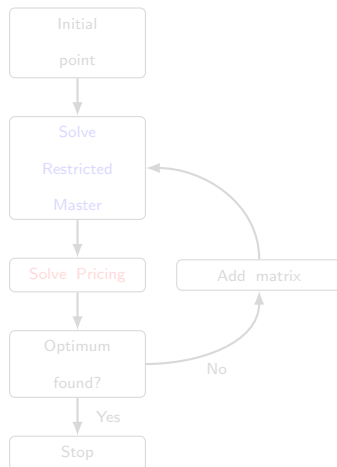 Initial
point
Solve
Restricted
Master
Solve Pricing
Add matrix
Optimum
found?
No
Yes
Stop